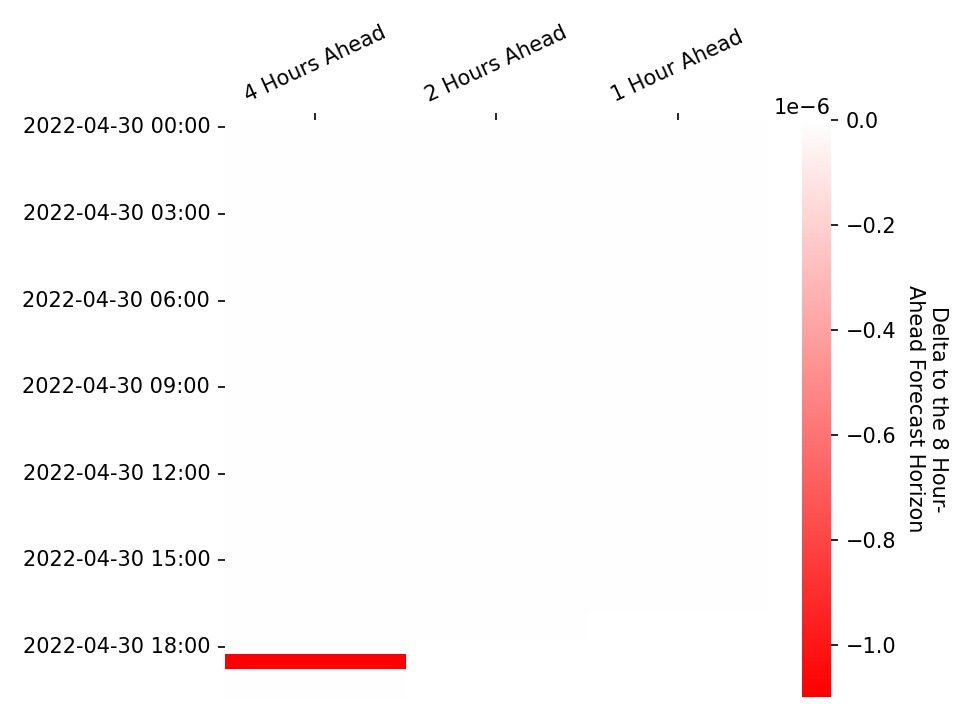 4 Hours Ahead
2 Hours Ahead
1 Hour Ahead
1e−6
2022-04-30 00:00
2022-04-30 03:00
2022-04-30 06:00
2022-04-30 09:00
2022-04-30 12:00
2022-04-30 15:00
2022-04-30 18:00
0.0
−0.2
−0.4
−0.6
−0.8
−1.0
Delta to the 8 Hour-
Ahead Forecast Horizon